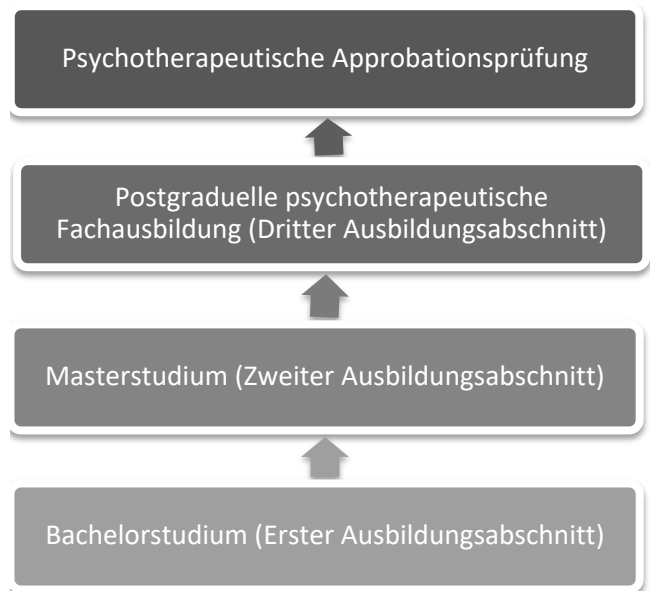 Psychotherapeutische Approbationsprüfung
Postgraduelle psychotherapeutische
Fachausbildung (Dritter Ausbildungsabschnitt)
Masterstudium (Zweiter Ausbildungsabschnitt)
Bachelorstudium (Erster Ausbildungsabschnitt)